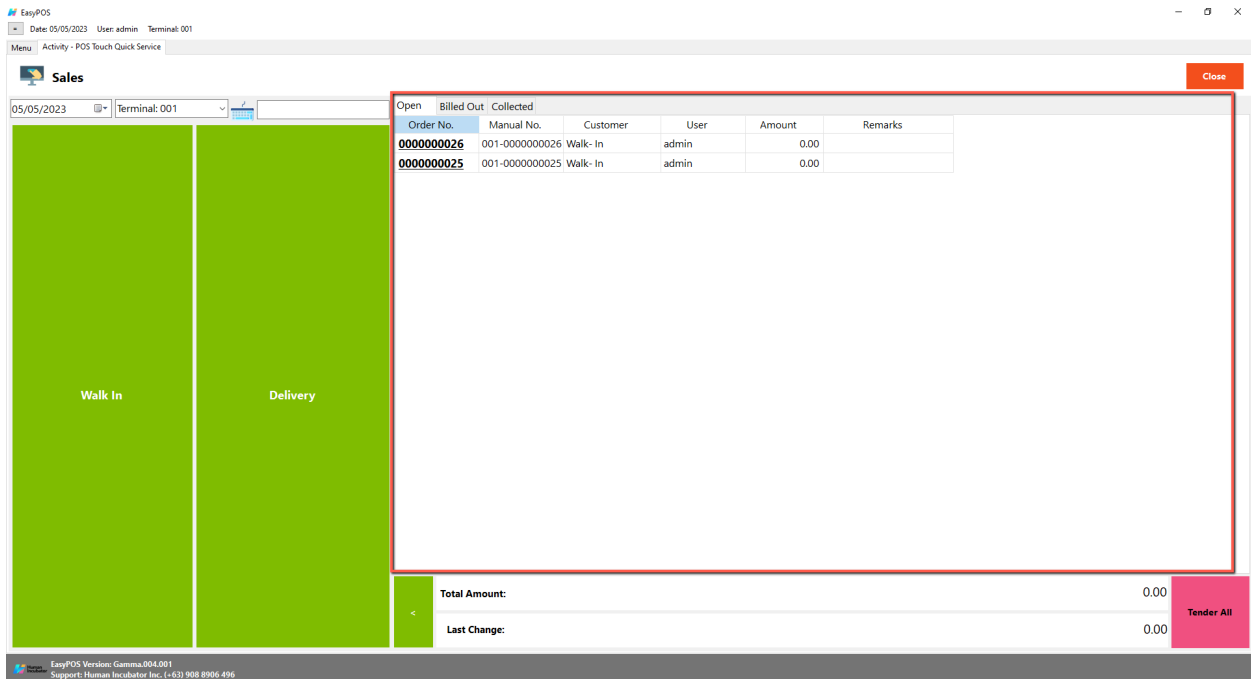 EasyPOS
Date: 05/05/2023 User: admin Terminal: 001
Menu Activity - POS Touch Quick Service
Sales
Close
05/05/2023 Terminal: 001
Open Billed Out Collected
Order No. Manual No. Customer User Amount Remarks
0000000026 001-0000000026 Walk- In admin 0.00
0000000025 001-0000000025 Walk- In admin 0.00
Walk In
Delivery
<
Total Amount: 0.00
Last Change: 0.00
Tender All
Human Incubator
EasyPOS Version: Gamma.004.001
Support: Human Incubator Inc. (+63) 908 8906 496